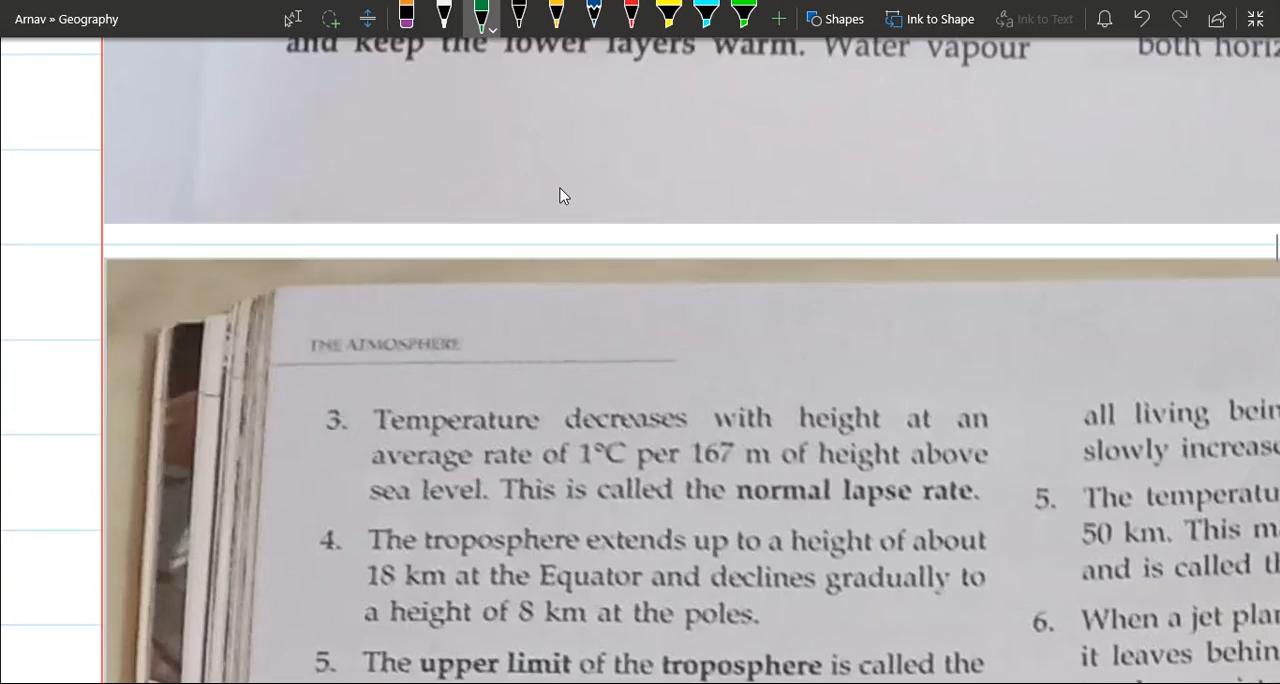 Arnav » Geography
Shapes
Ink to Shape
Ink to Text
and keep the lower layers warm. Water vapour
both horiz
THE ATMOSPHERE
3. Temperature decreases with height at an
average rate of 1°C per 167 m of height above
sea level. This is called the normal lapse rate.
4. The troposphere extends up to a height of about
18 km at the Equator and declines gradually to
a height of 8 km at the poles.
5. The upper limit of the troposphere is called the
all living bein
slowly increase
5. The temperatu
50 km. This m
and is called th
6. When a jet plan
it leaves behin